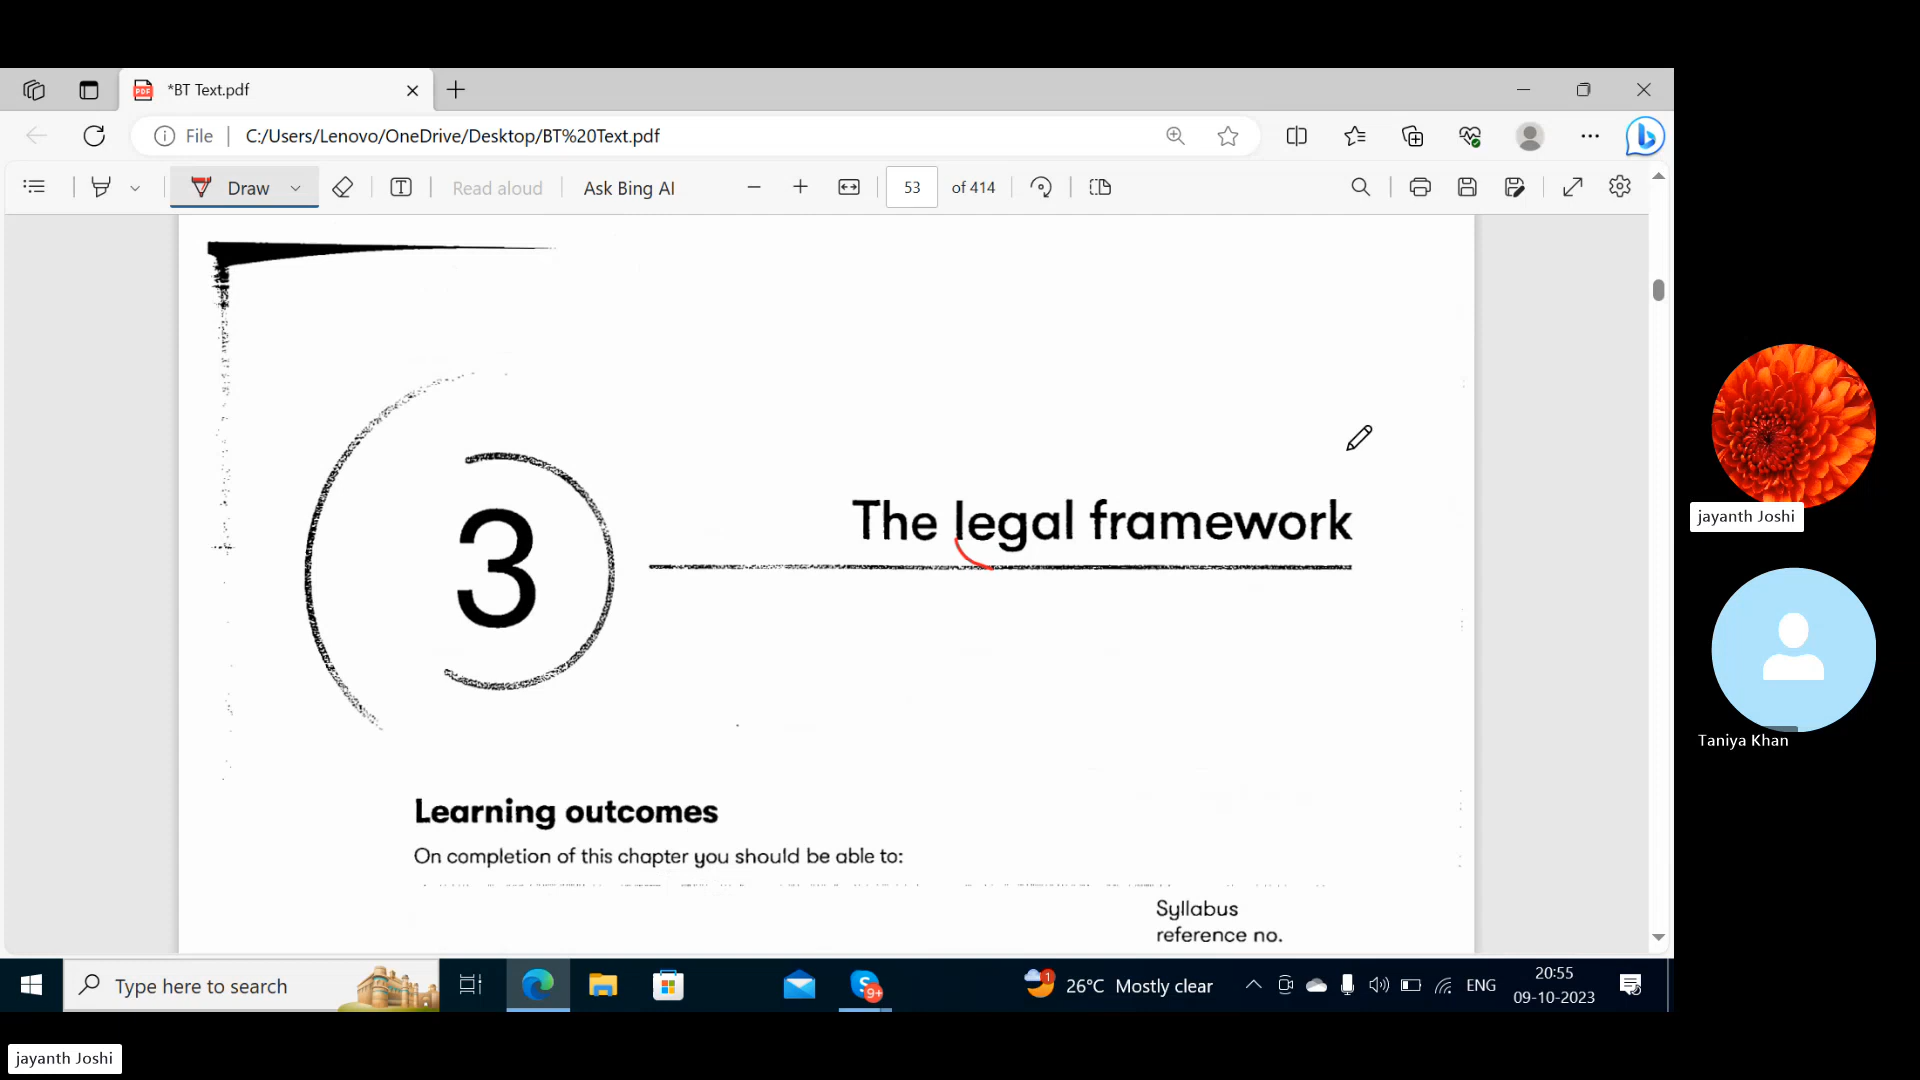 *BT Text.pdf
File
C:/Users/Lenovo/OneDrive/Desktop/BT%20Text.pdf
Draw
Read aloud
Ask Bing AI
53
of 414
3
The legal framework
Learning outcomes
On completion of this chapter you should be able to:
Syllabus
reference no.
jayanth Joshi
Taniya Khan
Type here to search
9+
1
26°C Mostly clear
ENG
20:55
09-10-2023
jayanth Joshi